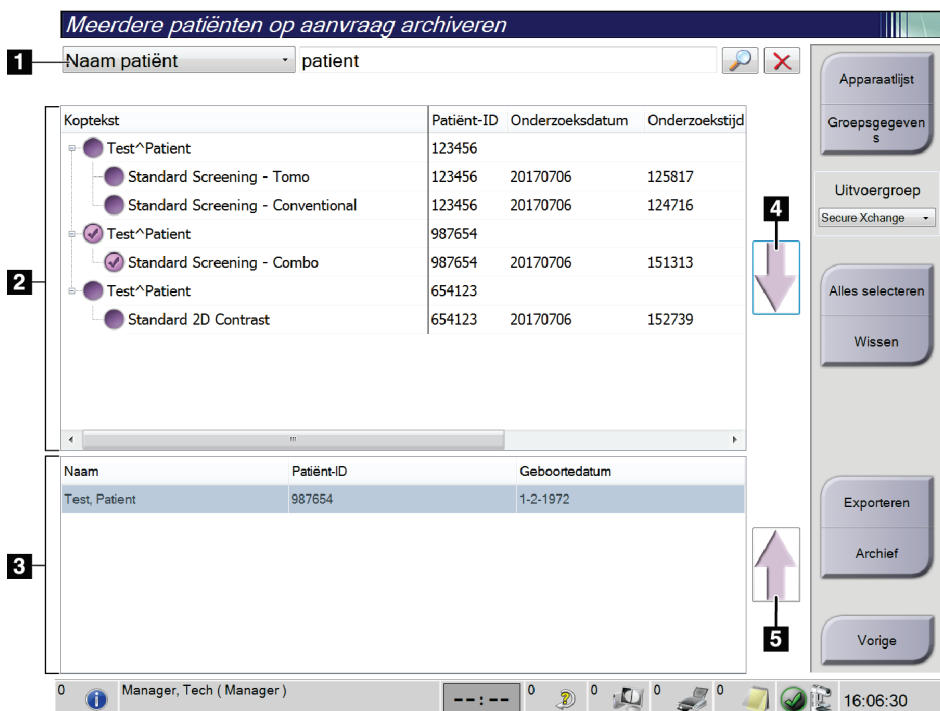 Meerdere patiënten op aanvraag archiveren
1
Naam patiënt
patient
Koptekst Patiënt-ID Onderzoeksdatum Onderzoekstijd
Test^Patient 123456
Standard Screening - Tomo 123456 20170706 125817
Standard Screening - Conventional 123456 20170706 124716
Test^Patient 987654
Standard Screening - Combo 987654 20170706 151313
Test^Patient 654123
Standard 2D Contrast 654123 20170706 152739
2
4
Naam Patiënt-ID Geboortedatum
Test, Patient 987654 1-2-1972
3
5
Apparaatlijst
Groepsgegeven
s
Uitvoergroep
Secure Xchange
Alles selecteren
Wissen
Exporteren
Archief
Vorige
0 Manager, Tech ( Manager ) --:-- 0 0 0 0 16:06:30